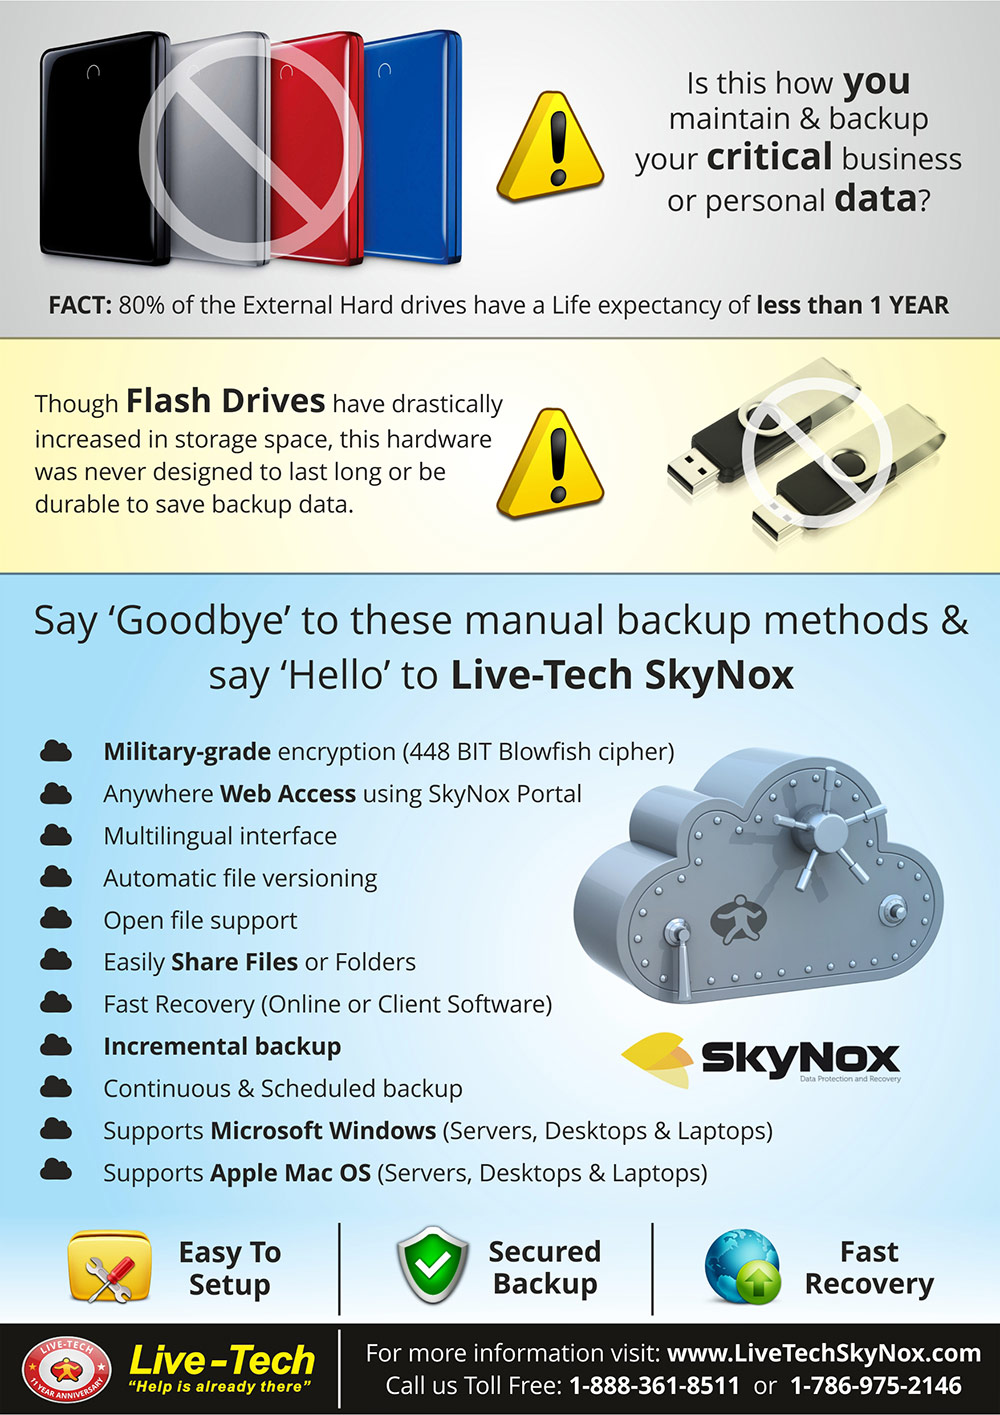 Is this how you
maintain & backup
your critical business
or personal data?
FACT: 80% of the External Hard drives have a Life expectancy of less than 1 YEAR
Though Flash Drives have drastically
increased in storage space, this hardware
was never designed to last long or be
durable to save backup data.
Say ‘Goodbye’ to these manual backup methods &
say ‘Hello’ to Live-Tech SkyNox
Military-grade encryption (448 BIT Blowfish cipher)
Anywhere Web Access using SkyNox Portal
Multilingual interface
Automatic file versioning
Open file support
Easily Share Files or Folders
Fast Recovery (Online or Client Software)
Incremental backup
Continuous & Scheduled backup
Supports Microsoft Windows (Servers, Desktops & Laptops)
Supports Apple Mac OS (Servers, Desktops & Laptops)
SkyNox
Data Protection and Recovery
Easy To
Setup
Secured
Backup
Fast
Recovery
LIVE-TECH
11 YEAR ANNIVERSARY
Live-Tech
“Help is already there”
For more information visit: www.LiveTechSkyNox.com
Call us Toll Free: 1-888-361-8511 or 1-786-975-2146